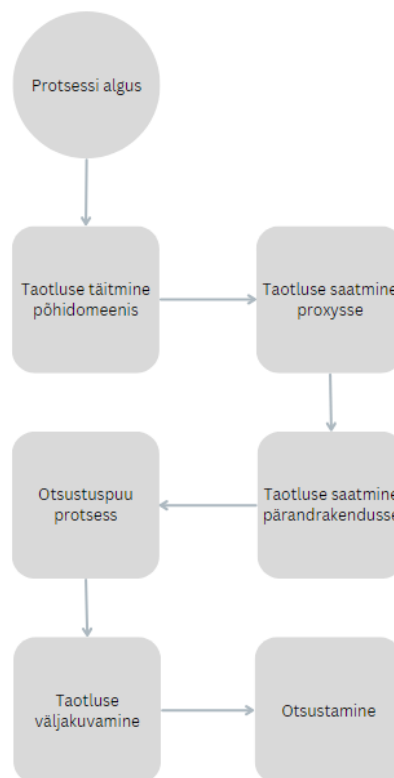 Protsessi algus
Taotluse täitmine
põhidomeenis
Taotluse saatmine
proxysse
Taotluse saatmine
pärandrakendusse
Otsustuspuu
protsess
Taotluse
väljakuvamine
Otsustamine